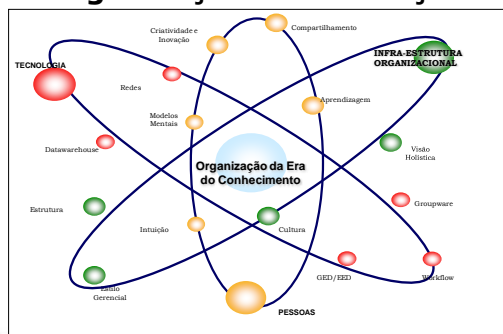 Criatividade e
Inovação
Compartilhamento
TECNOLOGIA
INFRA-ESTRUTURA
ORGANIZACIONAL
Redes
Aprendizagem
Modelos
Mentais
Datawarehouse
Visão
Holística
Organização da Era
do Conhecimento
Estrutura
Groupware
Intuição
Cultura
Estilo
Gerencial
GED/EED
Workflow
PESSOAS